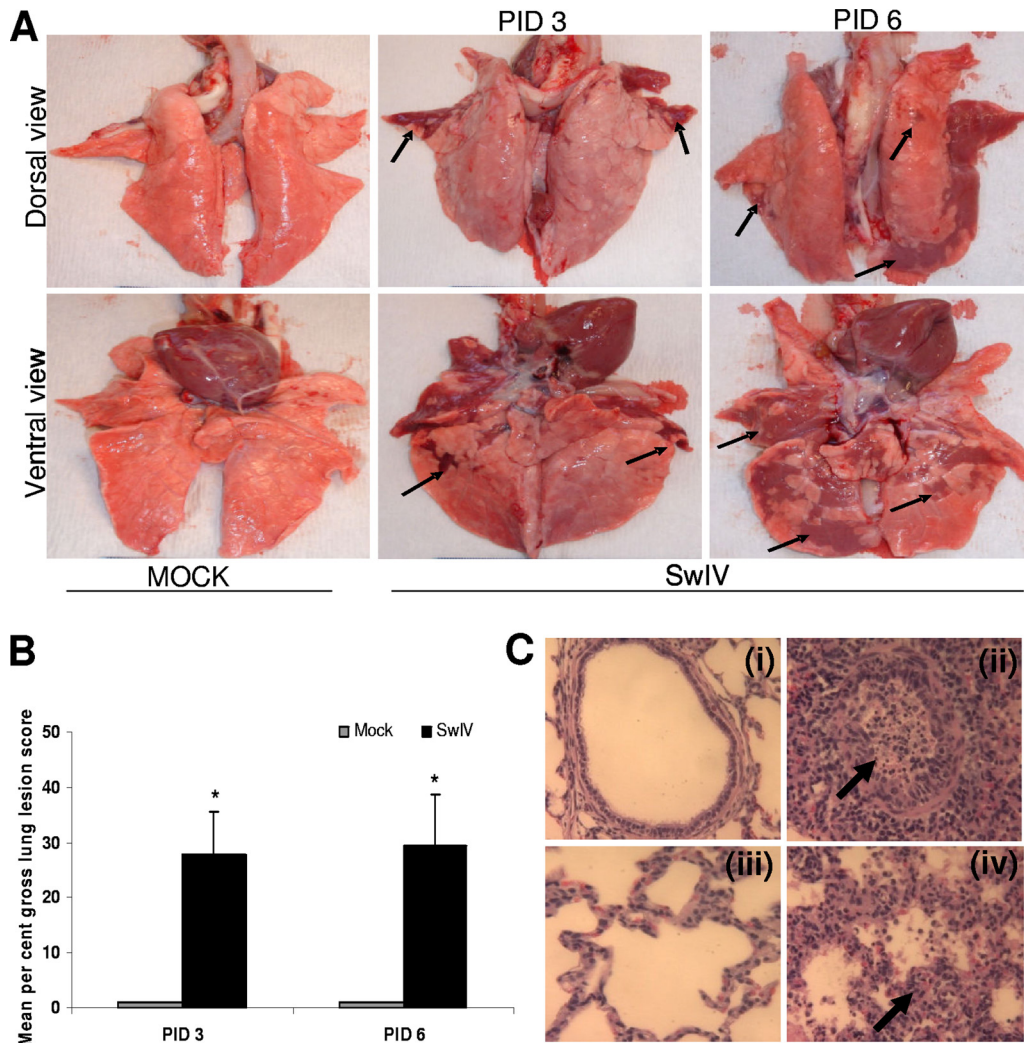 A
PID 3
PID 6
Dorsal view
Ventral view
MOCK
SwIV
B
Mean per cent gross lung lesion score
50
40
30
20
10
0
Mock
SwIV
*
*
PID 3
PID 6
C
(i)
(ii)
(iii)
(iv)